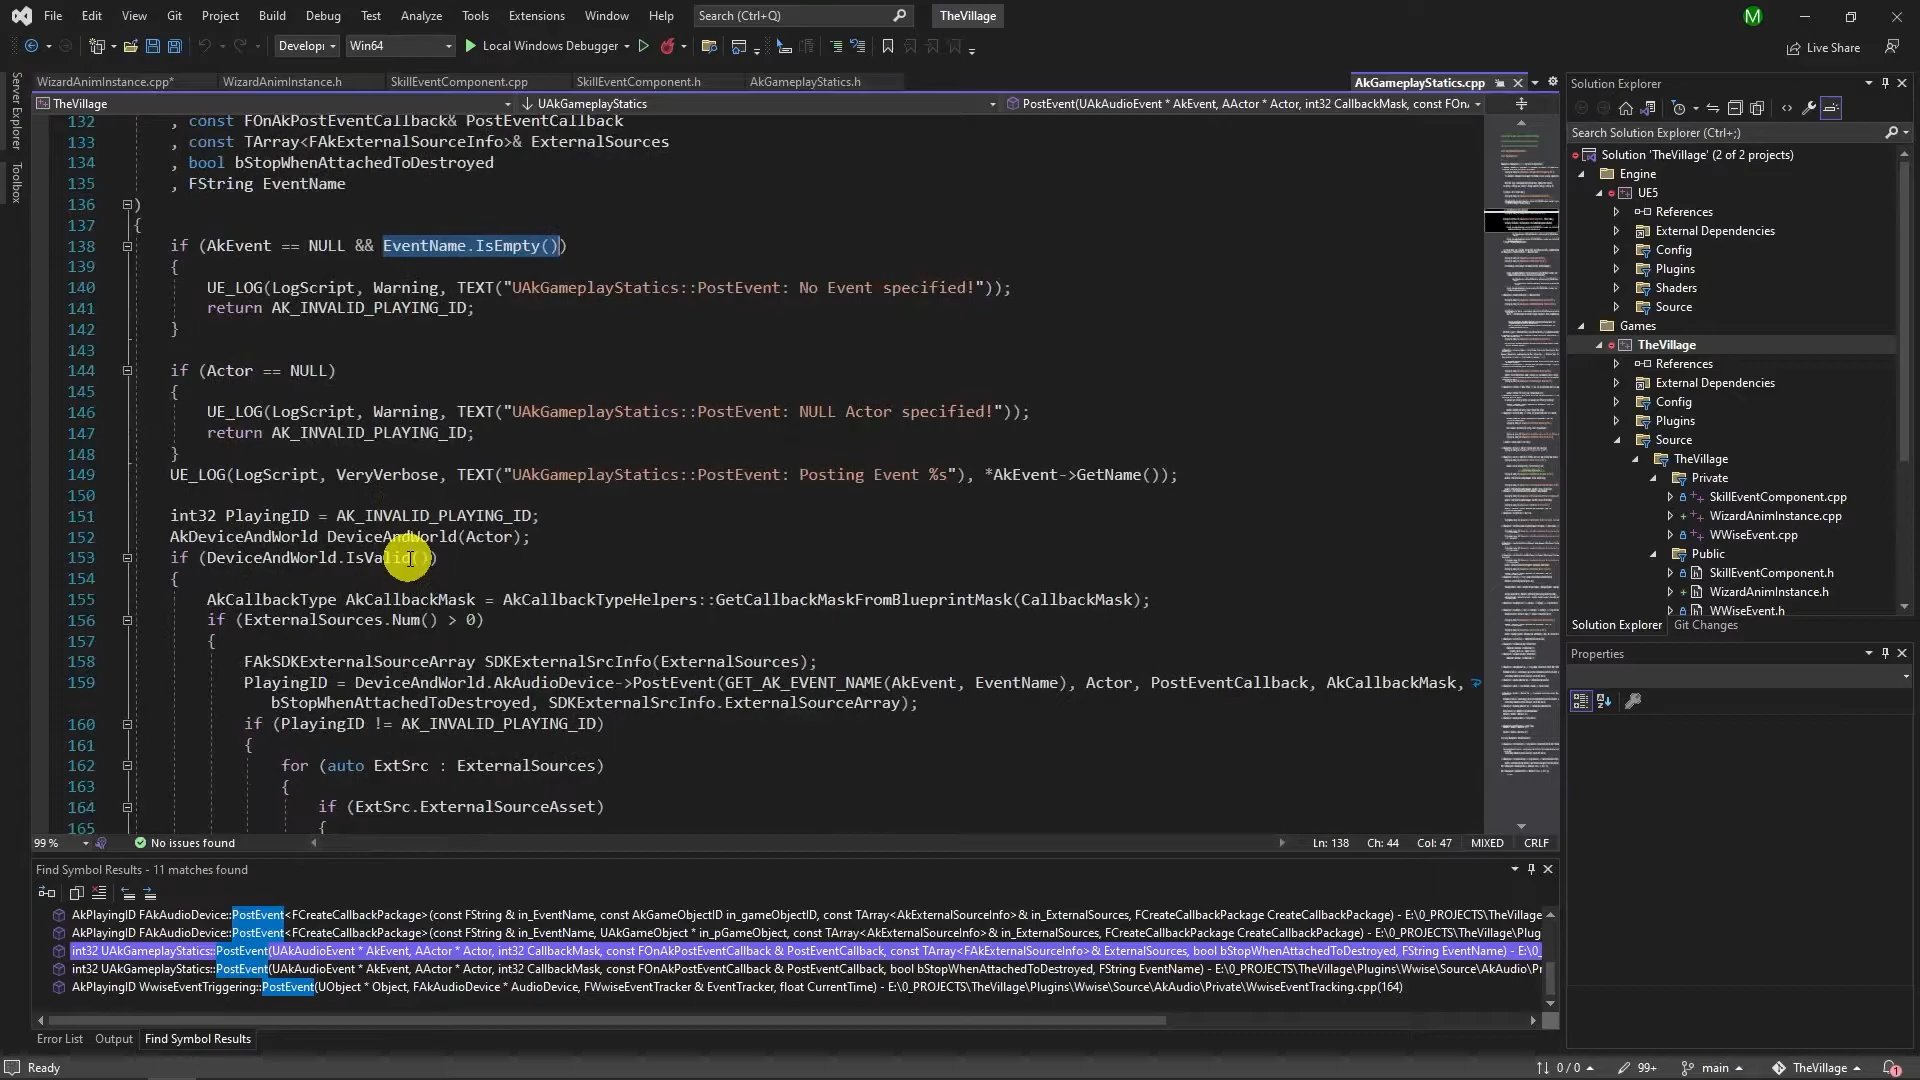 File Edit View Git Project Build Debug Test Analyze Tools Extensions Window Help Search (Ctrl+Q) TheVillage M
Develop Win64 Local Windows Debugger Live Share
Server Explorer
Toolbox
WizardAnimInstance.cpp* WizardAnimInstance.h SkillEventComponent.cpp SkillEventComponent.h AkGameplayStatics.h AkGameplayStatics.cpp
TheVillage UAkGameplayStatics PostEvent(UAkAudioEvent * AkEvent, AActor * Actor, int32 CallbackMask, const FOnA
132 , const FOnAkPostEventCallback& PostEventCallback
133 , const TArray<FAkExternalSourceInfo>& ExternalSources
134 , bool bStopWhenAttachedToDestroyed
135 , FString EventName
136 )
137 {
138 if (AkEvent == NULL && EventName.IsEmpty())
139 {
140 UE_LOG(LogScript, Warning, TEXT("UAkGameplayStatics::PostEvent: No Event specified!"));
141 return AK_INVALID_PLAYING_ID;
142 }
143
144 if (Actor == NULL)
145 {
146 UE_LOG(LogScript, Warning, TEXT("UAkGameplayStatics::PostEvent: NULL Actor specified!"));
147 return AK_INVALID_PLAYING_ID;
148 }
149 UE_LOG(LogScript, VeryVerbose, TEXT("UAkGameplayStatics::PostEvent: Posting Event %s"), *AkEvent->GetName());
150
151 int32 PlayingID = AK_INVALID_PLAYING_ID;
152 AkDeviceAndWorld DeviceAndWorld(Actor);
153 if (DeviceAndWorld.IsValid())
154 {
155 AkCallbackType AkCallbackMask = AkCallbackTypeHelpers::GetCallbackMaskFromBlueprintMask(CallbackMask);
156 if (ExternalSources.Num() > 0)
157 {
158 FAkSDKExternalSourceArray SDKExternalSrcInfo(ExternalSources);
159 PlayingID = DeviceAndWorld.AkAudioDevice->PostEvent(GET_AK_EVENT_NAME(AkEvent, EventName), Actor, PostEventCallback, AkCallbackMask,
bStopWhenAttachedToDestroyed, SDKExternalSrcInfo.ExternalSourceArray);
160 if (PlayingID != AK_INVALID_PLAYING_ID)
161 {
162 for (auto ExtSrc : ExternalSources)
163 {
164 if (ExtSrc.ExternalSourceAsset)
165 {
99 % No issues found Ln: 138 Ch: 44 Col: 47 MIXED CRLF
Find Symbol Results - 11 matches found
AkPlayingID FAkAudioDevice::PostEvent<FCreateCallbackPackage>(const FString & in_EventName, const AkGameObjectID in_gameObjectID, const TArray<AkExternalSourceInfo>& in_ExternalSources, FCreateCallbackPackage CreateCallbackPackage) - E:\0_PROJECTS\TheVillage
AkPlayingID FAkAudioDevice::PostEvent<FCreateCallbackPackage>(const FString & in_EventName, UAkGameObject * in_pGameObject, const TArray<AkExternalSourceInfo>& in_ExternalSources, FCreateCallbackPackage CreateCallbackPackage) - E:\0_PROJECTS\TheVillage\Plug
int32 UAkGameplayStatics::PostEvent(UAkAudioEvent * AkEvent, AActor * Actor, int32 CallbackMask, const FOnAkPostEventCallback & PostEventCallback, const TArray<FAkExternalSourceInfo>& ExternalSources, bool bStopWhenAttachedToDestroyed, FString EventName) - E:\0_
int32 UAkGameplayStatics::PostEvent(UAkAudioEvent * AkEvent, AActor * Actor, int32 CallbackMask, const FOnAkPostEventCallback & PostEventCallback, bool bStopWhenAttachedToDestroyed, FString EventName) - E:\0_PROJECTS\TheVillage\Plugins\Wwise\Source\AkAudio\Pr
AkPlayingID WwiseEventTriggering::PostEvent(UObject * Object, FAkAudioDevice * AudioDevice, FWwiseEventTracker & EventTracker, float CurrentTime) - E:\0_PROJECTS\TheVillage\Plugins\Wwise\Source\AkAudio\Private\WwiseEventTracking.cpp(164)
Error List Output Find Symbol Results
Ready 0 / 0 99+ main TheVillage 1
Solution Explorer
Search Solution Explorer (Ctrl+;)
Solution 'TheVillage' (2 of 2 projects)
Engine
UE5
References
External Dependencies
Config
Plugins
Shaders
Source
Games
TheVillage
References
External Dependencies
Config
Plugins
Source
TheVillage
Private
SkillEventComponent.cpp
WizardAnimInstance.cpp
WWiseEvent.cpp
Public
SkillEventComponent.h
WizardAnimInstance.h
WWiseEvent.h
Solution Explorer Git Changes
Properties